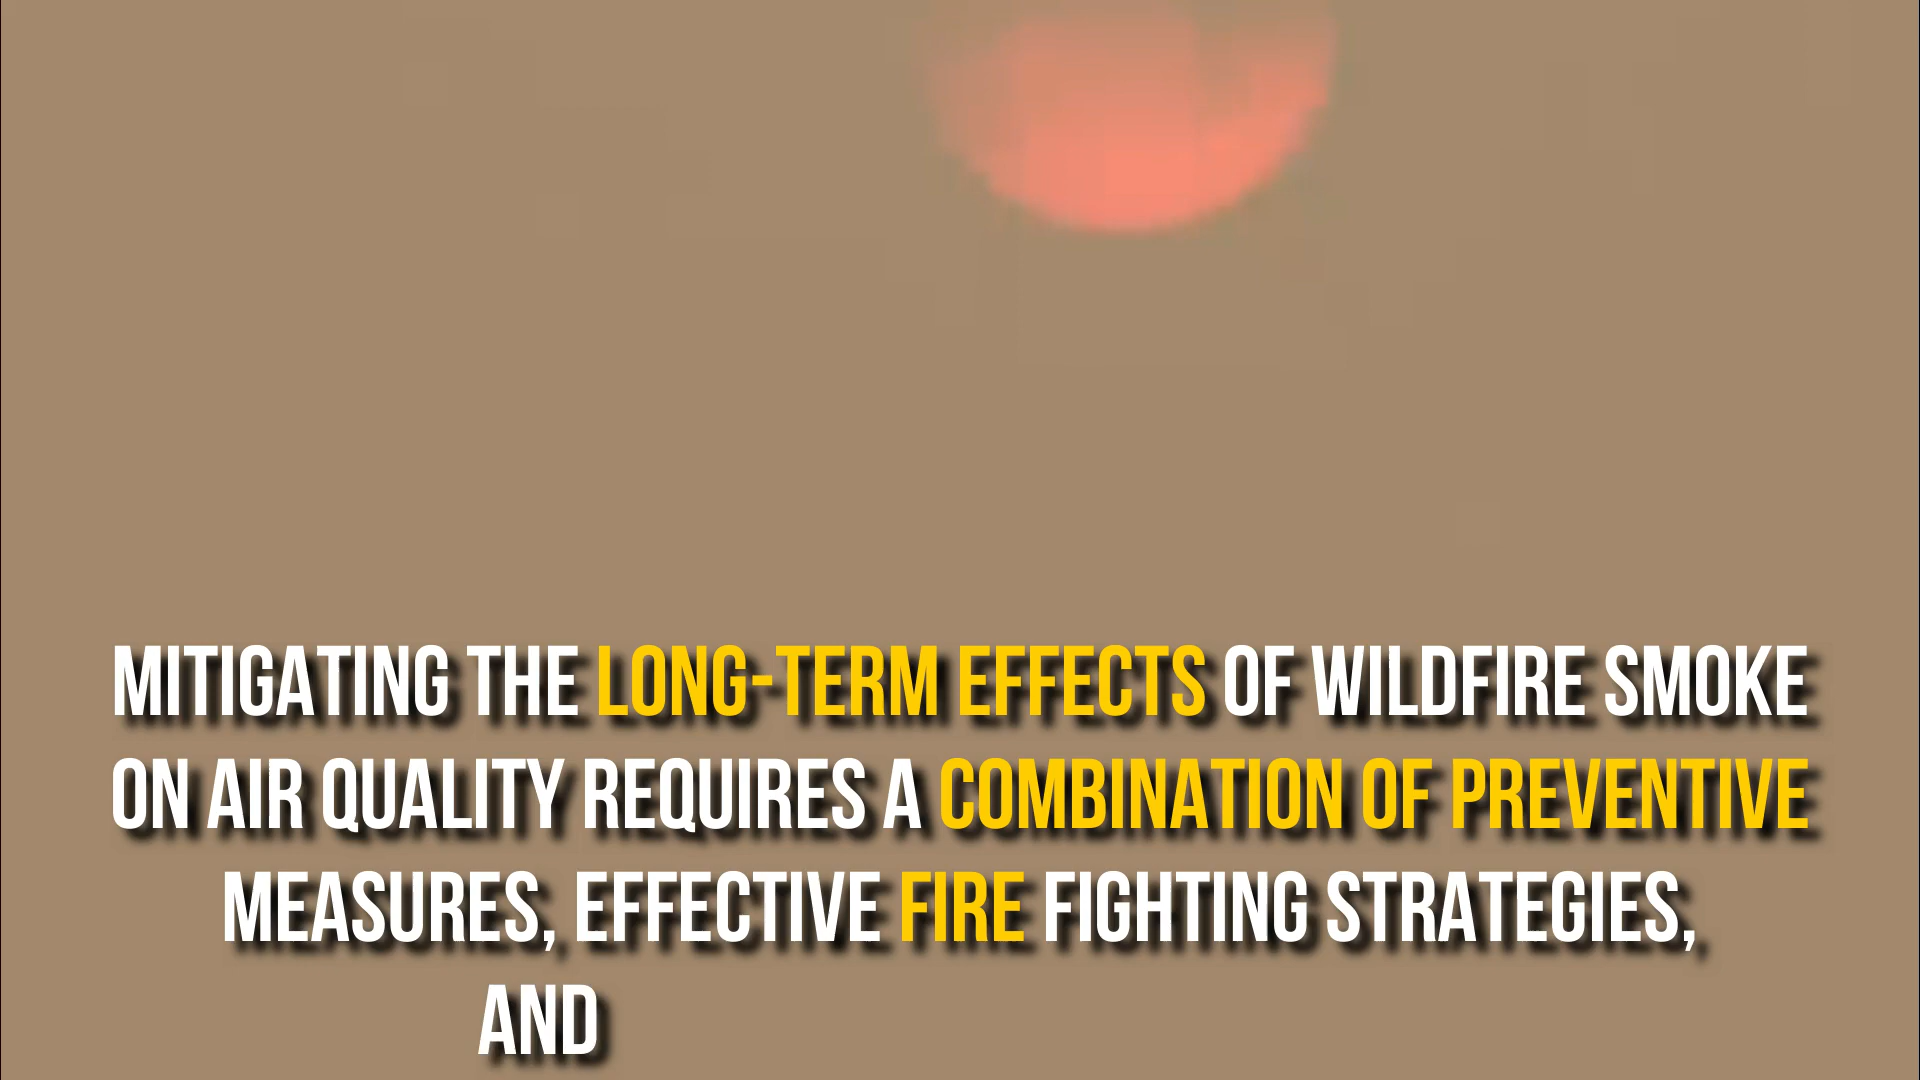 MITIGATING THE LONG-TERM EFFECTS OF WILDFIRE SMOKE
ON AIR QUALITY REQUIRES A COMBINATION OF PREVENTIVE
MEASURES, EFFECTIVE FIRE FIGHTING STRATEGIES,
AND